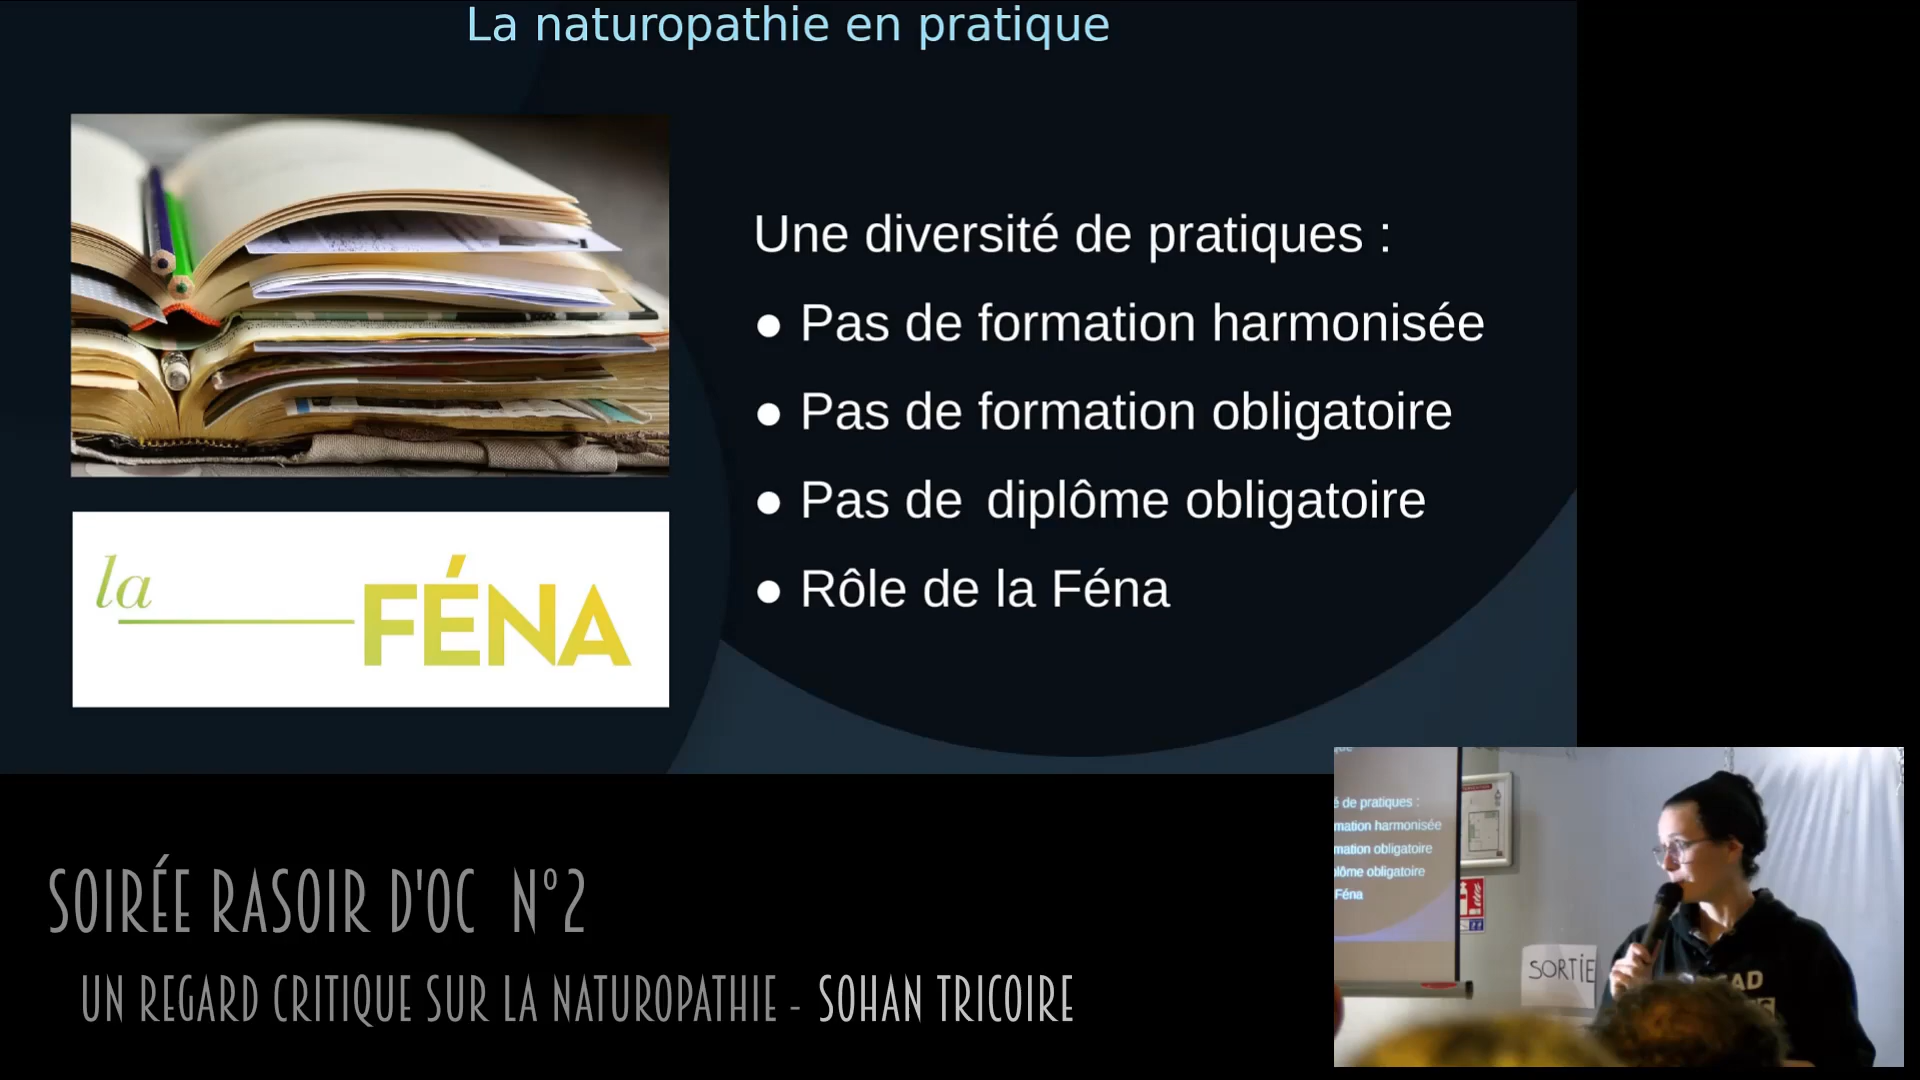 La naturopathie en pratique
Une diversité de pratiques :
● Pas de formation harmonisée
● Pas de formation obligatoire
● Pas de diplôme obligatoire
● Rôle de la Féna
la FÉNA
SOIRÉE RASOIR D'OC N°2
UN REGARD CRITIQUE SUR LA NATUROPATHIE - SOHAN TRICOIRE
é de pratiques :
mation harmonisée
mation obligatoire
lôme obligatoire
Féna
SORTIE